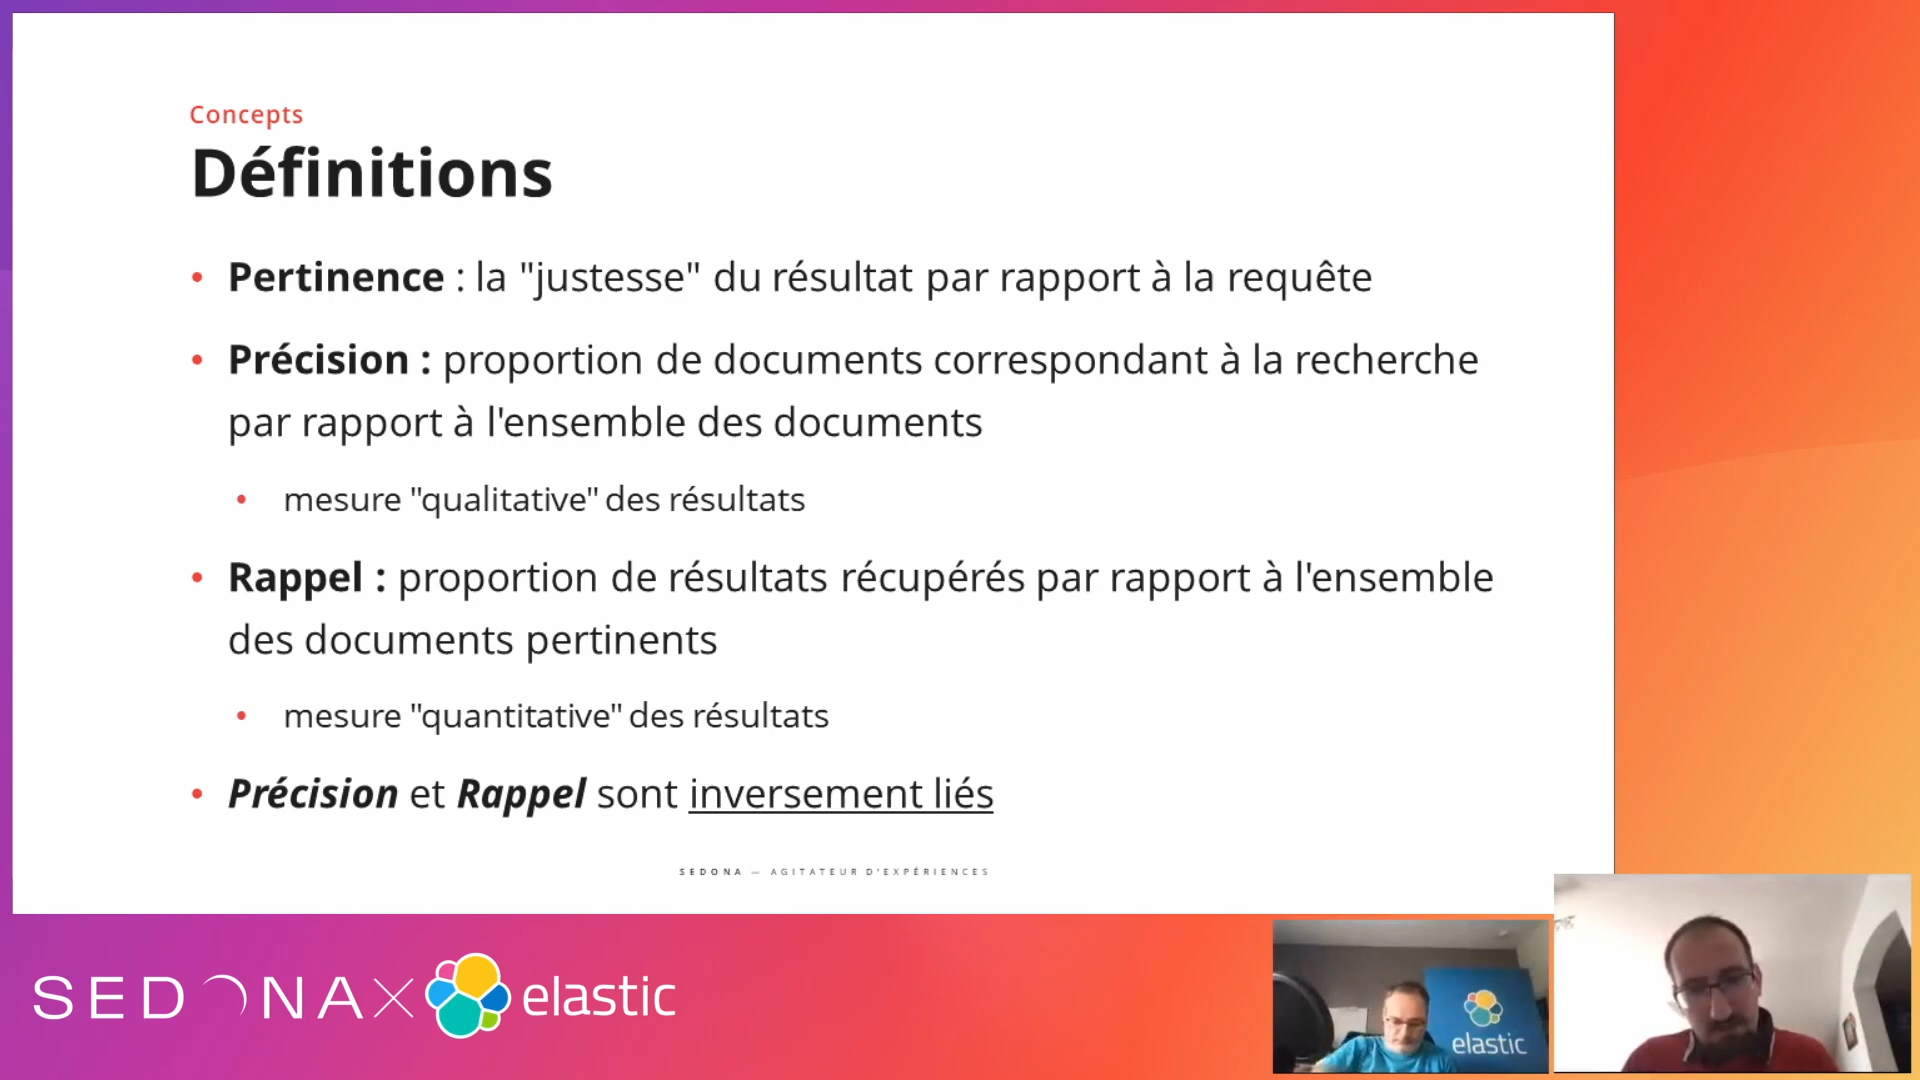 Concepts
Définitions
• Pertinence : la "justesse" du résultat par rapport à la requête
• Précision : proportion de documents correspondant à la recherche
par rapport à l'ensemble des documents
• mesure "qualitative" des résultats
• Rappel : proportion de résultats récupérés par rapport à l'ensemble
des documents pertinents
• mesure "quantitative" des résultats
• Précision et Rappel sont inversement liés
SEDONA — AGITATEUR D'EXPÉRIENCES
SEDONA X elastic
elastic